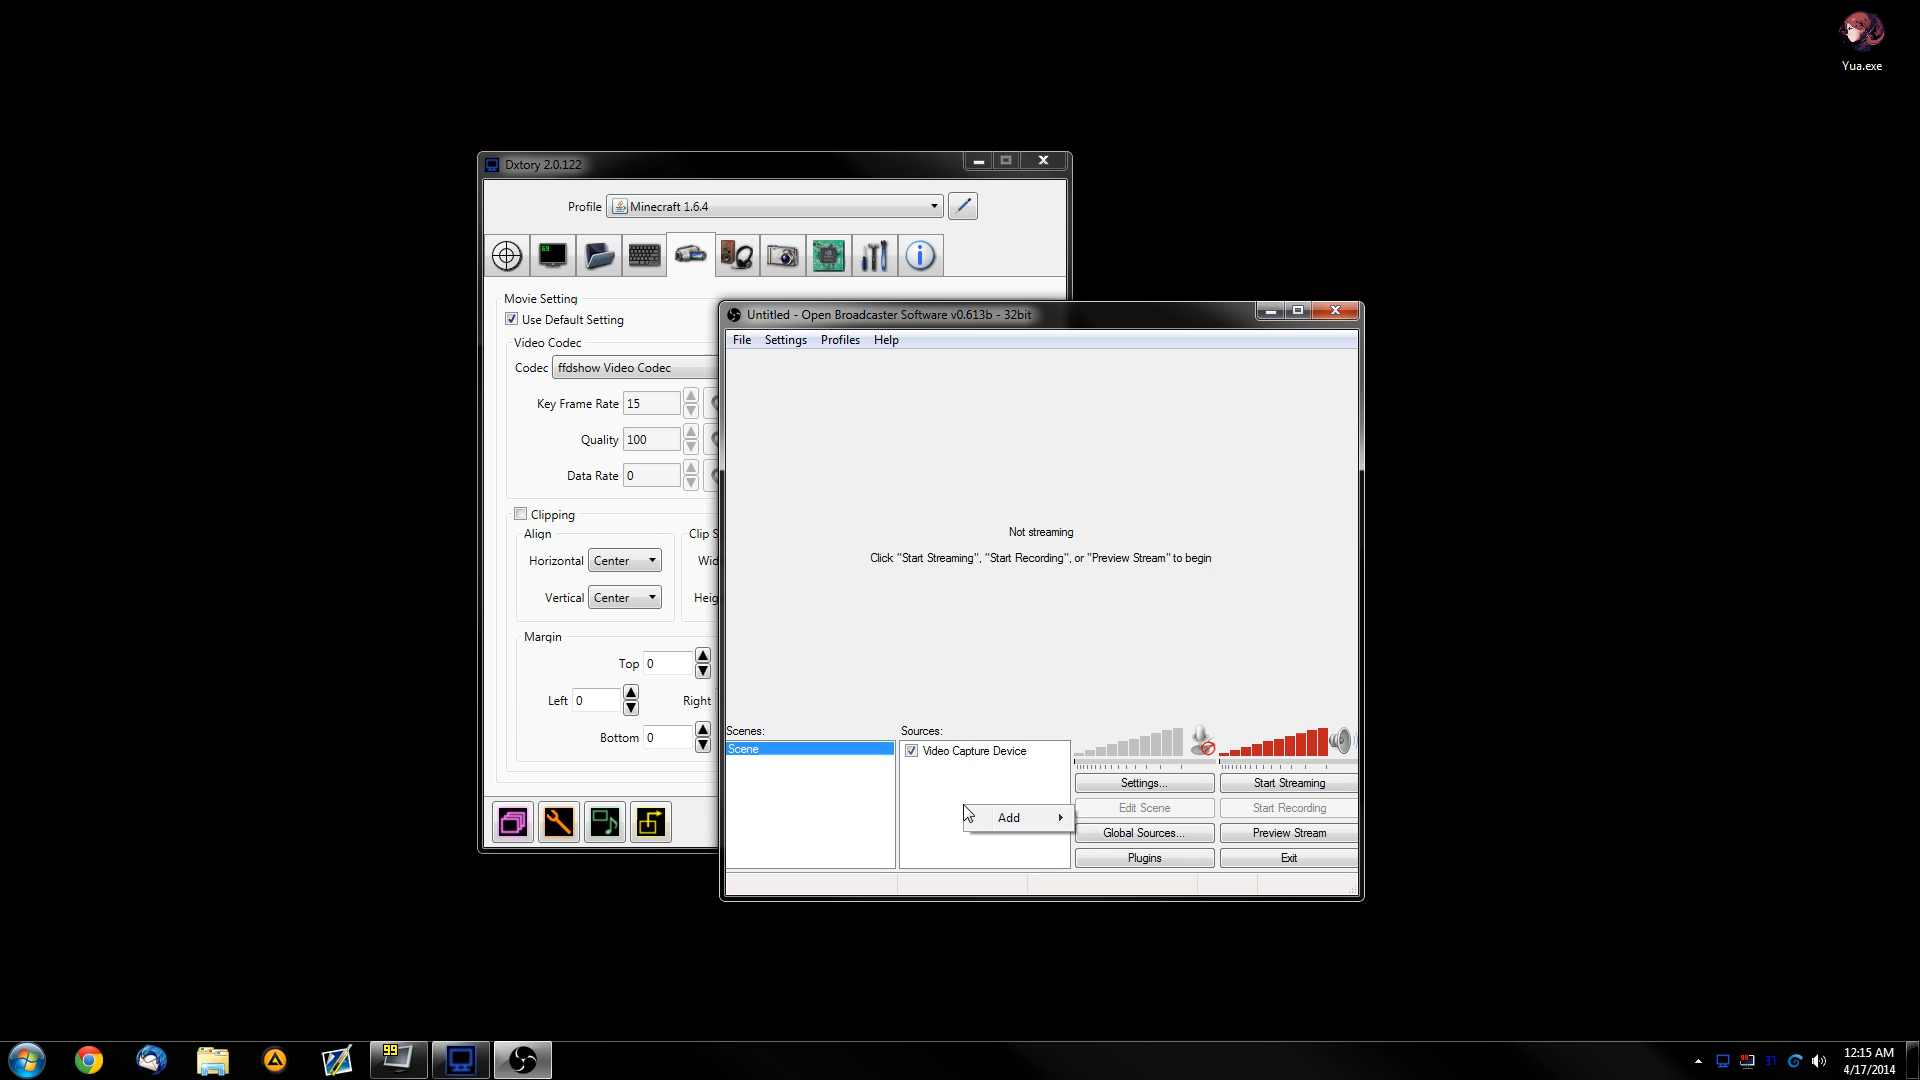 Yua.exe
Dxtory 2.0.122
Profile
Minecraft 1.6.4
59
Movie Setting
Use Default Setting
Video Codec
Codec
ffdshow Video Codec
Key Frame Rate
15
Quality
100
Data Rate
0
Clipping
Align
Clip S
Horizontal
Center
Wid
Vertical
Center
Heig
Margin
Top
0
Left
0
Right
Bottom
0
Untitled - Open Broadcaster Software v0.613b - 32bit
File
Settings
Profiles
Help
Not streaming
Click "Start Streaming", "Start Recording", or "Preview Stream" to begin
Scenes:
Sources:
Scene
Video Capture Device
Add
Settings...
Start Streaming
Edit Scene
Start Recording
Global Sources...
Preview Stream
Plugins
Exit
99
12:15 AM
4/17/2014